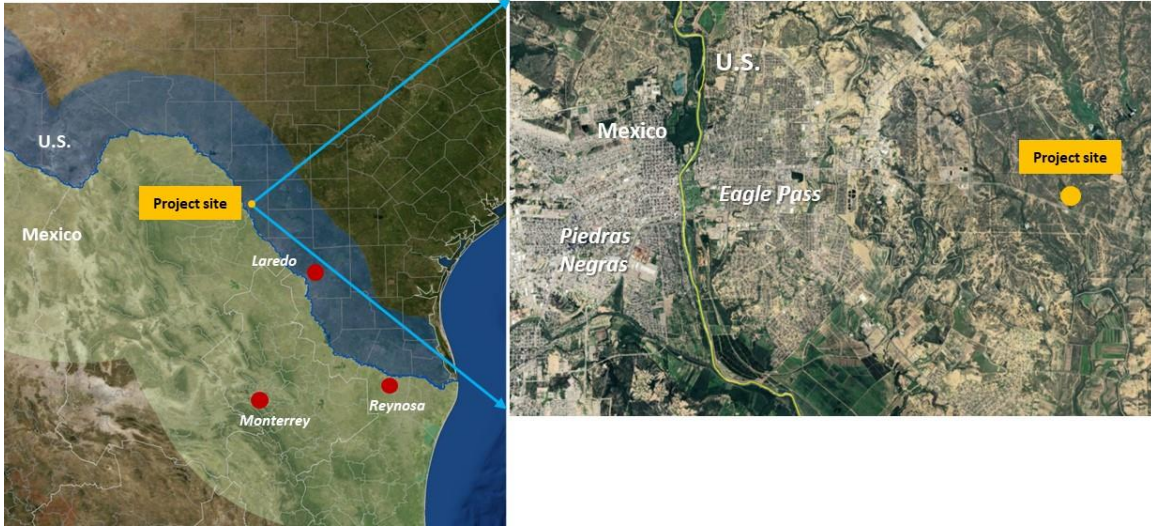 U.S.
Project site
Mexico
Laredo
Monterrey
Reynosa
U.S.
Mexico
Project site
Eagle Pass
Piedras
Negras